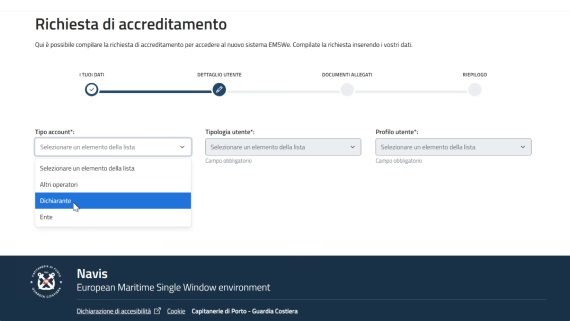 Richiesta di accreditamento
Qui è possibile compilare la richiesta di accreditamento per accedere al nuovo sistema EMSWe. Compilate la richiesta inserendo i vostri dati.
I TUOI DATI
DETTAGLIO UTENTE
DOCUMENTI ALLEGATI
RIEPILOGO
Tipo account*:
Tipologia utente*:
Profilo utente*:
Selezionare un elemento della lista
Selezionare un elemento della lista
Selezionare un elemento della lista
Campo obbligatorio
Campo obbligatorio
Selezionare un elemento della lista
Altri operatori
Dichiarante
Ente
Navis
European Maritime Single Window environment
Dichiarazione di accesibilità
Cookie
Capitanerie di Porto - Guardia Costiera